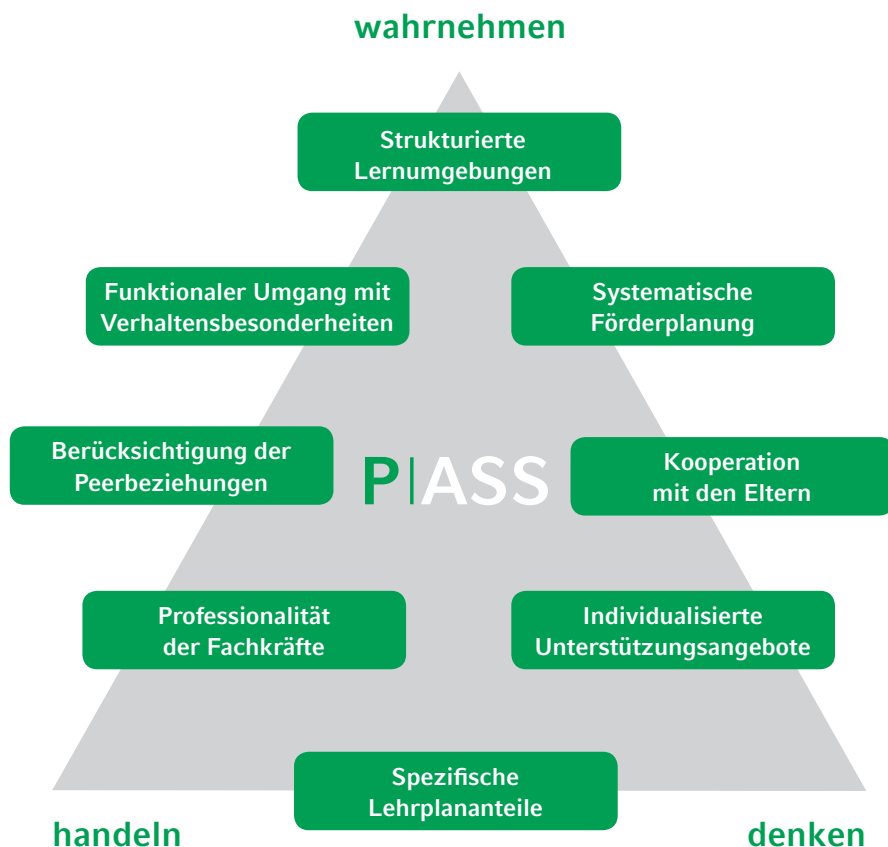 wahrnehmen
Strukturierte
Lernumgebungen
Funktionaler Umgang mit
Verhaltensbesonderheiten
Systematische
Förderplanung
Berücksichtigung der
Peerbeziehungen
P|ASS
Kooperation
mit den Eltern
Professionalität
der Fachkräfte
Individualisierte
Unterstützungsangebote
Spezifische
Lehrplananteile
handeln
denken